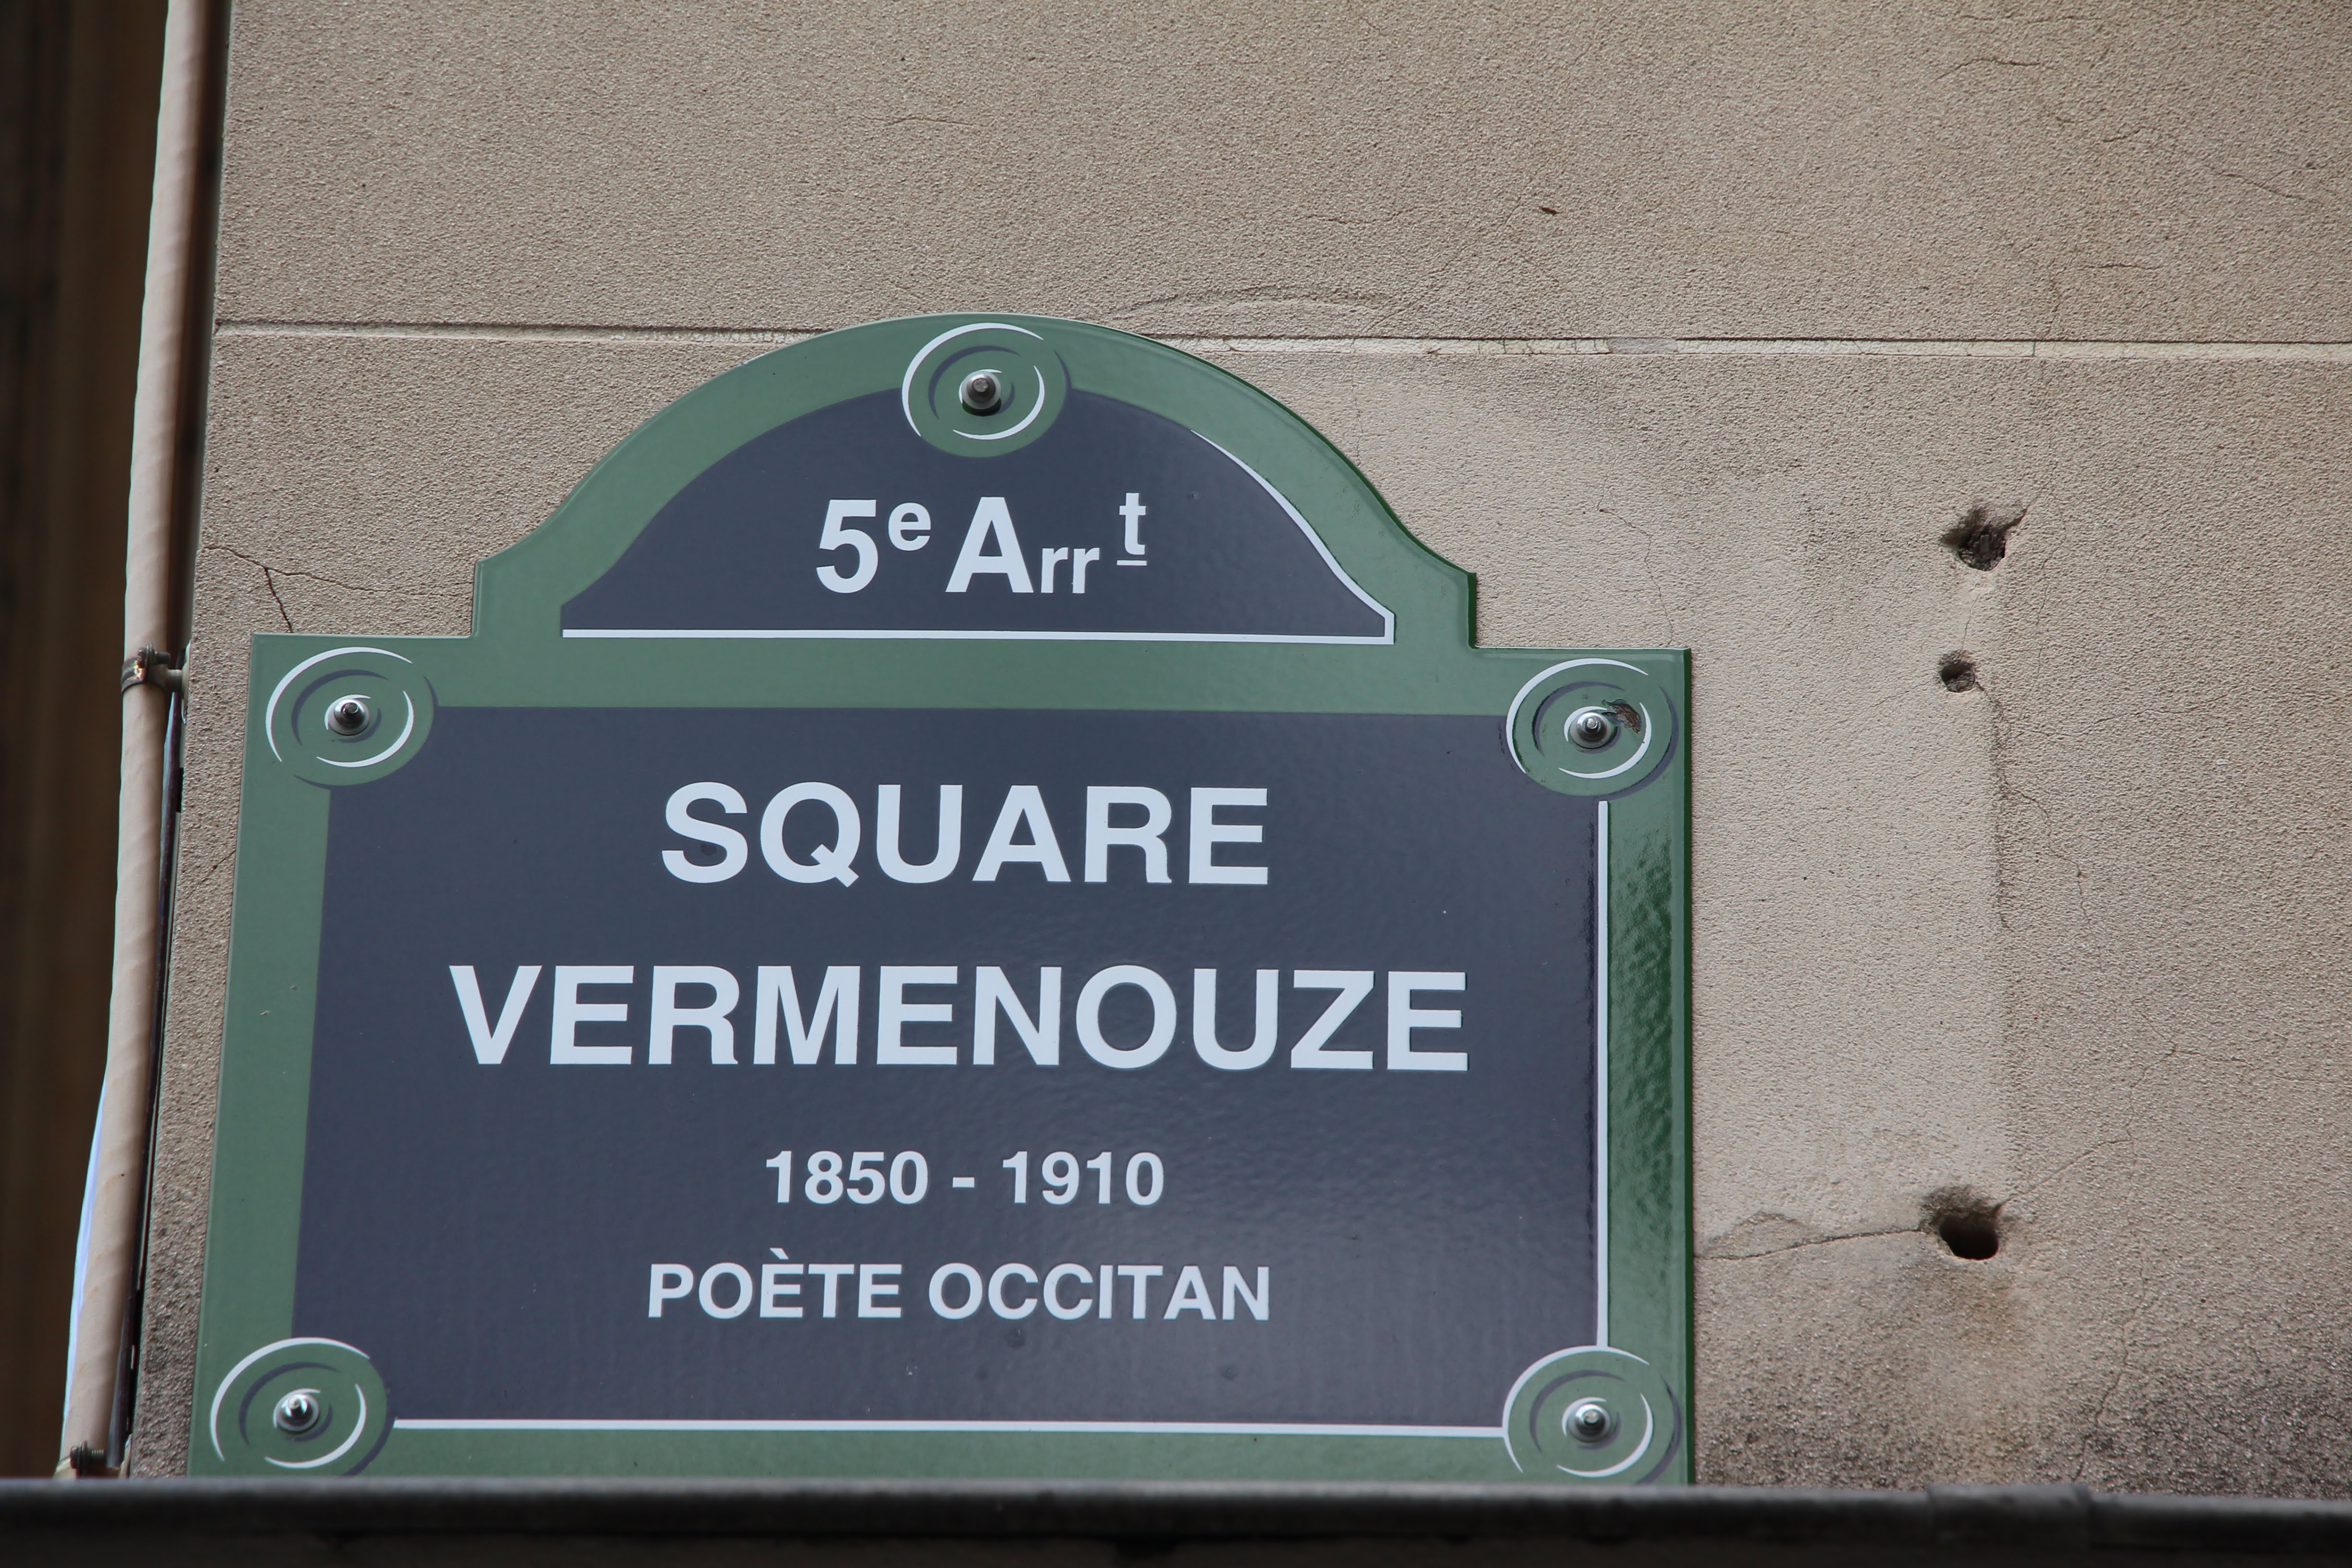 5e Arrt
SQUARE
VERMENOUZE
1850 - 1910
POÈTE OCCITAN